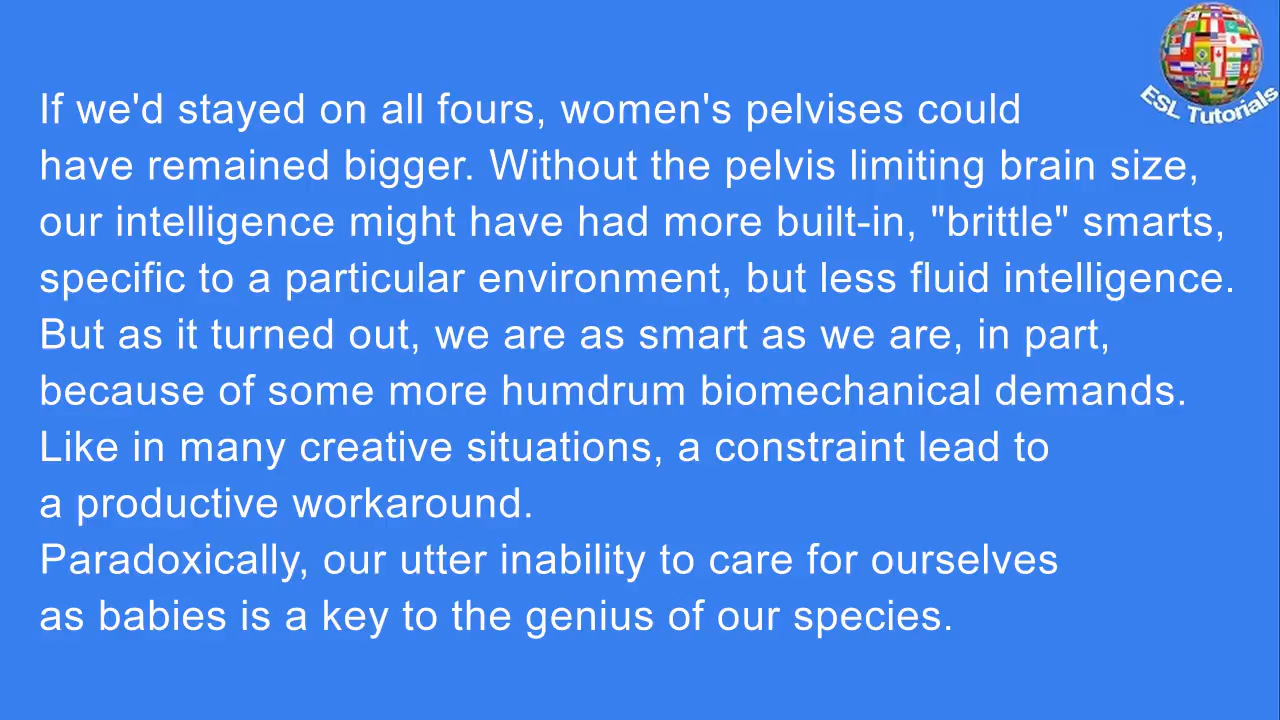 ESL Tutorials
If we'd stayed on all fours, women's pelvises could
have remained bigger. Without the pelvis limiting brain size,
our intelligence might have had more built-in, "brittle" smarts,
specific to a particular environment, but less fluid intelligence.
But as it turned out, we are as smart as we are, in part,
because of some more humdrum biomechanical demands.
Like in many creative situations, a constraint lead to
a productive workaround.
Paradoxically, our utter inability to care for ourselves
as babies is a key to the genius of our species.